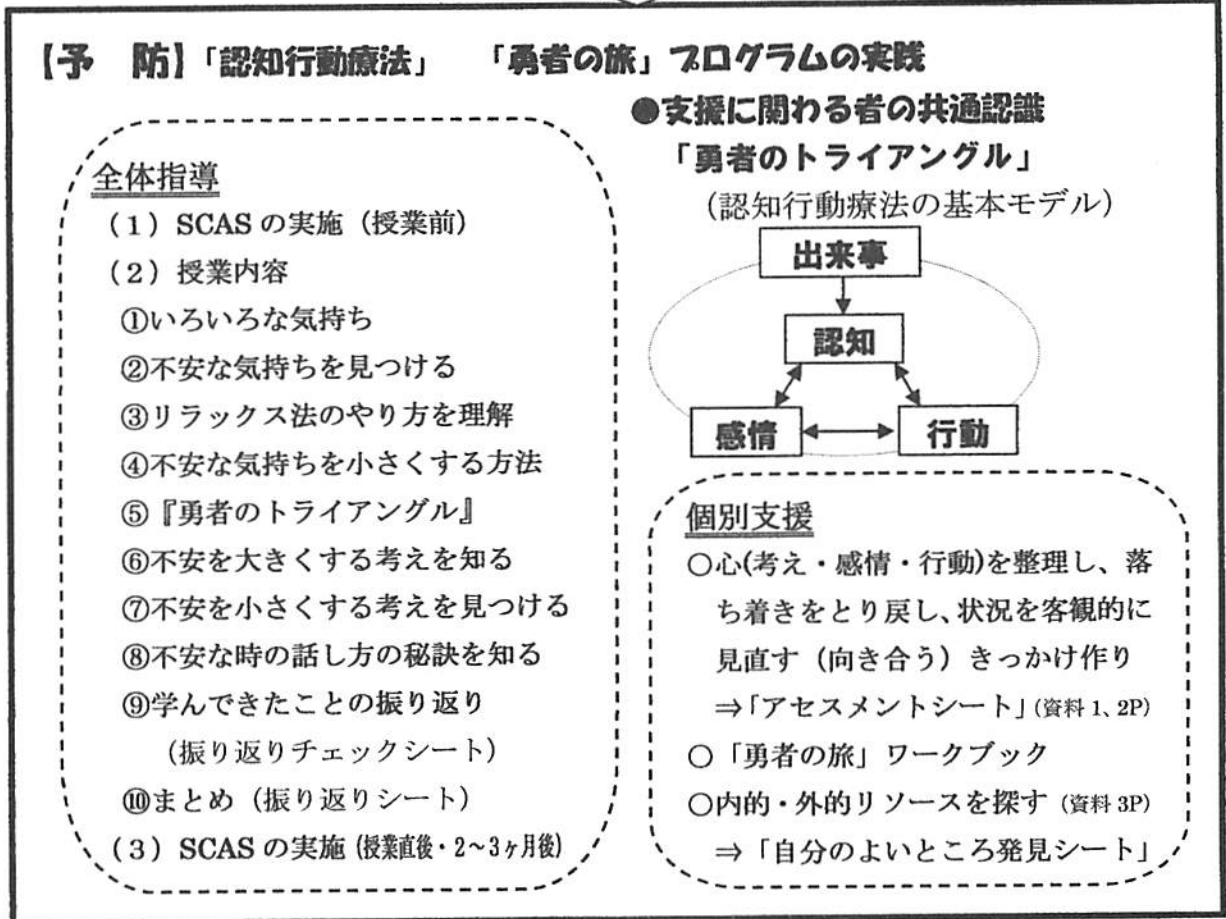 【予　防】「認知行動療法」　「勇者の旅」プログラムの実践
全体指導
（１）SCAS の実施（授業前）
（２）授業内容
①いろいろな気持ち
②不安な気持ちを見つける
③リラックス法のやり方を理解
④不安な気持ちを小さくする方法
⑤『勇者のトライアングル』
⑥不安を大きくする考えを知る
⑦不安を小さくする考えを見つける
⑧不安な時の話し方の秘訣を知る
⑨学んできたことの振り返り
（振り返りチェックシート）
⑩まとめ（振り返りシート）
（３）SCAS の実施（授業直後・２～３ヶ月後）
●支援に関わる者の共通認識
「勇者のトライアングル」
（認知行動療法の基本モデル）
出来事
認知
感情
行動
個別支援
○心(考え・感情・行動)を整理し、落
ち着きをとり戻し、状況を客観的に
見直す（向き合う）きっかけ作り
⇒「アセスメントシート」（資料 1、2P）
○「勇者の旅」ワークブック
○内的・外的リソースを探す（資料 3P）
⇒「自分のよいところ発見シート」